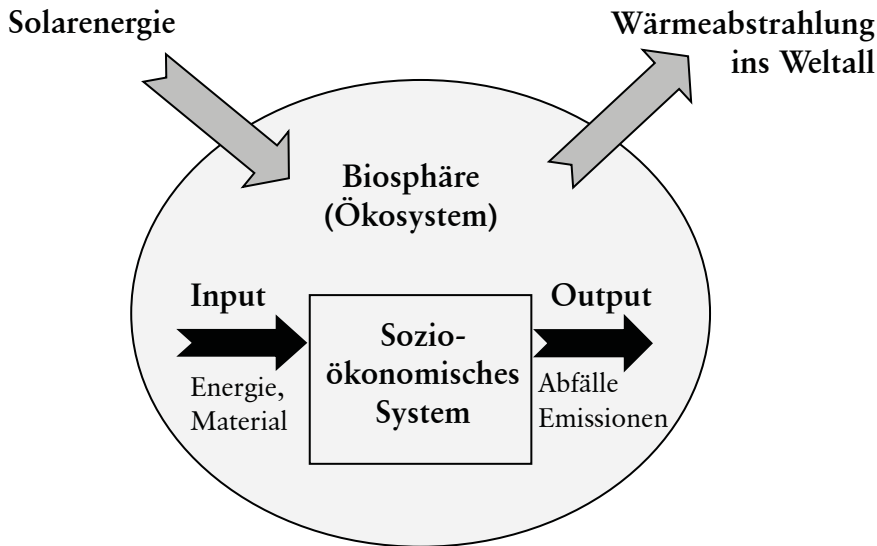 Solarenergie
Wärmeabstrahlung
ins Weltall
Biosphäre
(Ökosystem)
Input
Energie,
Material
Sozio-
ökonomisches
System
Output
Abfälle
Emissionen